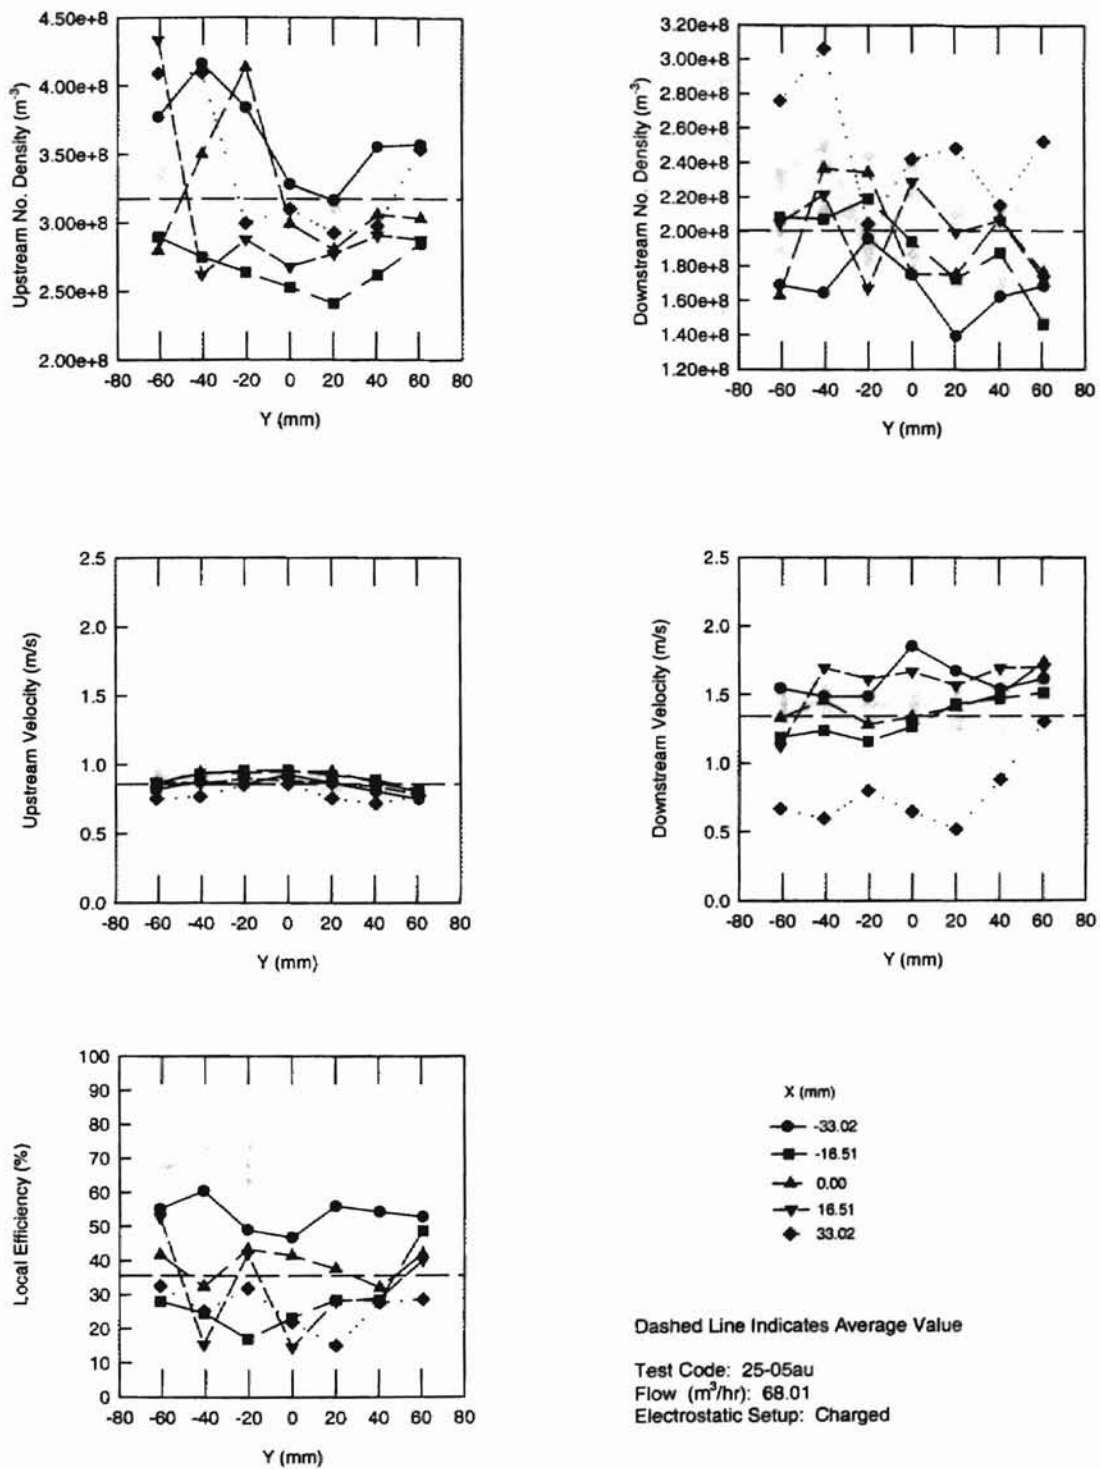 4.50e+8
4.00e+8
3.50e+8
3.00e+8
2.50e+8
2.00e+8
Upstream No. Density (m⁻³)
-80 -60 -40 -20 0 20 40 60 80
Y (mm)
3.20e+8
3.00e+8
2.80e+8
2.60e+8
2.40e+8
2.20e+8
2.00e+8
1.80e+8
1.60e+8
1.40e+8
1.20e+8
Downstream No. Density (m⁻³)
-80 -60 -40 -20 0 20 40 60 80
Y (mm)
2.5
2.0
1.5
1.0
0.5
0.0
Upstream Velocity (m/s)
-80 -60 -40 -20 0 20 40 60 80
Y (mm)
2.5
2.0
1.5
1.0
0.5
0.0
Downstream Velocity (m/s)
-80 -60 -40 -20 0 20 40 60 80
Y (mm)
100
90
80
70
60
50
40
30
20
10
0
Local Efficiency (%)
-80 -60 -40 -20 0 20 40 60 80
Y (mm)
X (mm)
-33.02
-16.51
0.00
16.51
33.02
Dashed Line Indicates Average Value
Test Code: 25-05au
Flow (m³/hr): 68.01
Electrostatic Setup: Charged